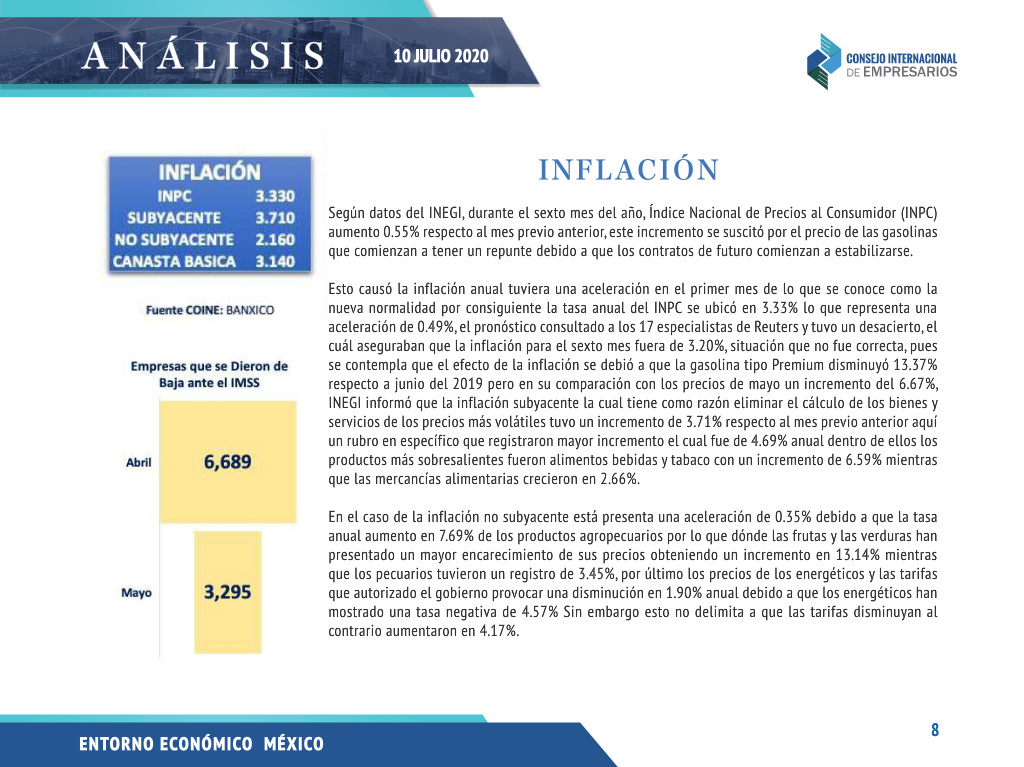 ANÁLISIS
10 JULIO 2020
CONSEJO INTERNACIONAL
DE EMPRESARIOS
INFLACIÓN
INPC 3.330
SUBYACENTE 3.710
NO SUBYACENTE 2.160
CANASTA BASICA 3.140
Fuente COINE: BANXICO
Empresas que se Dieron de
Baja ante el IMSS
Abril 6,689
Mayo 3,295
INFLACIÓN
Según datos del INEGI, durante el sexto mes del año, Índice Nacional de Precios al Consumidor (INPC)
aumento 0.55% respecto al mes previo anterior, este incremento se suscitó por el precio de las gasolinas
que comienzan a tener un repunte debido a que los contratos de futuro comienzan a estabilizarse.
Esto causó la inflación anual tuviera una aceleración en el primer mes de lo que se conoce como la
nueva normalidad por consiguiente la tasa anual del INPC se ubicó en 3.33% lo que representa una
aceleración de 0.49%, el pronóstico consultado a los 17 especialistas de Reuters y tuvo un desacierto, el
cuál aseguraban que la inflación para el sexto mes fuera de 3.20%, situación que no fue correcta, pues
se contempla que el efecto de la inflación se debió a que la gasolina tipo Premium disminuyó 13.37%
respecto a junio del 2019 pero en su comparación con los precios de mayo un incremento del 6.67%,
INEGI informó que la inflación subyacente la cual tiene como razón eliminar el cálculo de los bienes y
servicios de los precios más volátiles tuvo un incremento de 3.71% respecto al mes previo anterior aquí
un rubro en específico que registraron mayor incremento el cual fue de 4.69% anual dentro de ellos los
productos más sobresalientes fueron alimentos bebidas y tabaco con un incremento de 6.59% mientras
que las mercancías alimentarias crecieron en 2.66%.
En el caso de la inflación no subyacente está presenta una aceleración de 0.35% debido a que la tasa
anual aumento en 7.69% de los productos agropecuarios por lo que dónde las frutas y las verduras han
presentado un mayor encarecimiento de sus precios obteniendo un incremento en 13.14% mientras
que los pecuarios tuvieron un registro de 3.45%, por último los precios de los energéticos y las tarifas
que autorizado el gobierno provocar una disminución en 1.90% anual debido a que los energéticos han
mostrado una tasa negativa de 4.57% Sin embargo esto no delimita a que las tarifas disminuyan al
contrario aumentaron en 4.17%.
8
ENTORNO ECONÓMICO MÉXICO